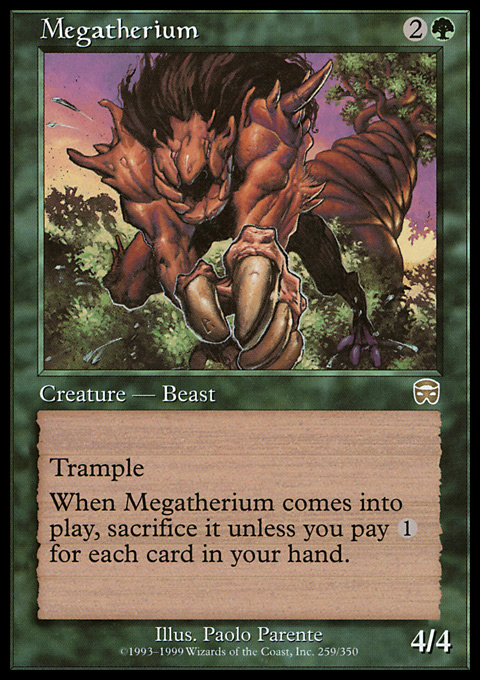 Megatherium 2
Creature — Beast
Trample
When Megatherium comes into
play, sacrifice it unless you pay 1
for each card in your hand.
Illus. Paolo Parente
©1993–1999 Wizards of the Coast, Inc. 259/350
4/4